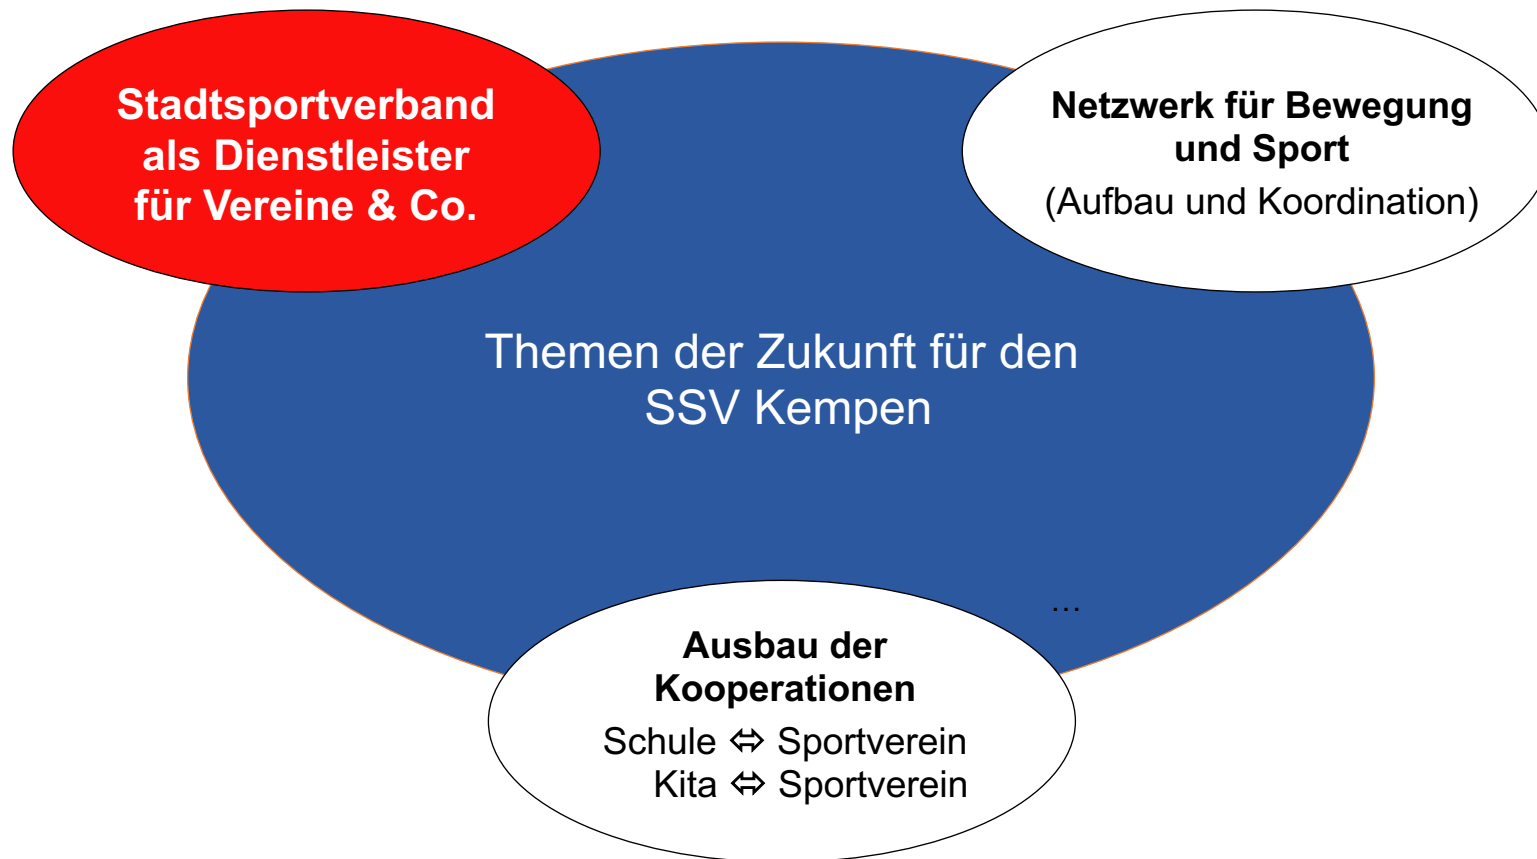 Stadtsportverband
als Dienstleister
für Vereine & Co.
Netzwerk für Bewegung
und Sport
(Aufbau und Koordination)
Themen der Zukunft für den
SSV Kempen
...
Ausbau der
Kooperationen
Schule ⇔ Sportverein
Kita ⇔ Sportverein